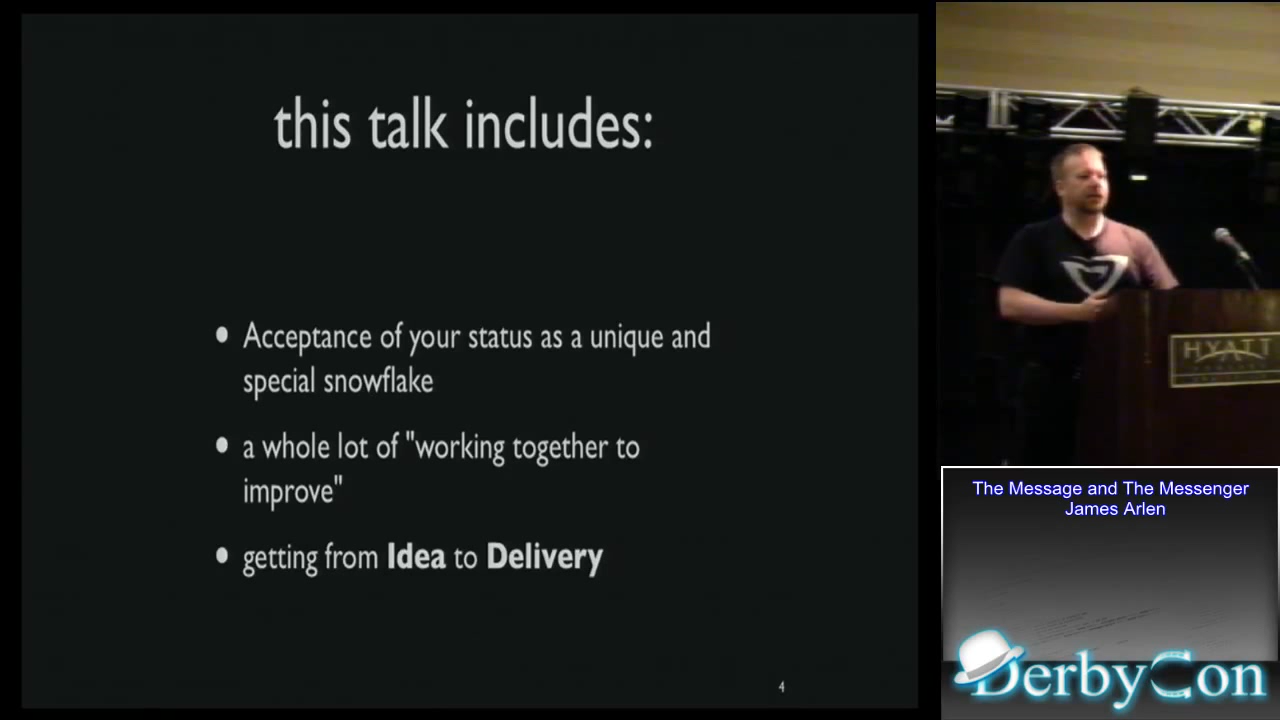 this talk includes:
• Acceptance of your status as a unique and
special snowflake
• a whole lot of "working together to
improve"
• getting from Idea to Delivery
4
HYATT
The Message and The Messenger
James Arlen
DerbyCon